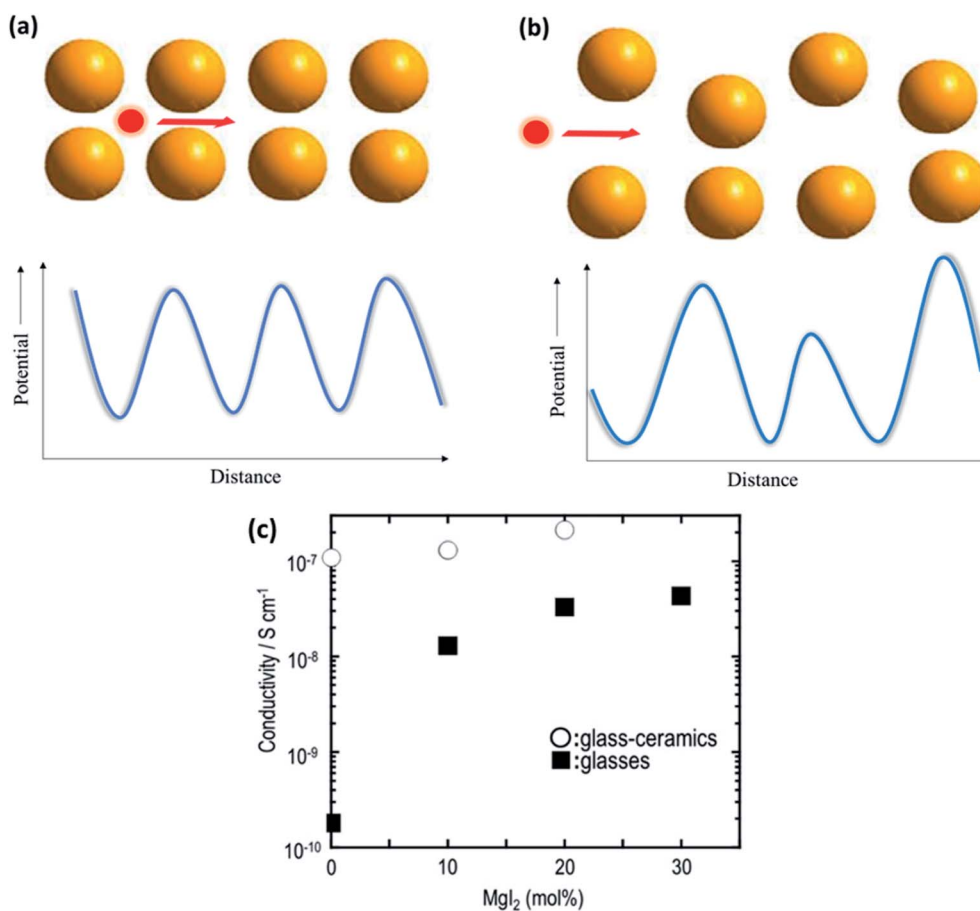 (a)
(b)
Potential
Distance
Potential
Distance
(c)
Conductivity / S cm⁻¹
10⁻⁷
10⁻⁸
10⁻⁹
10⁻¹⁰
:glass-ceramics
:glasses
0 10 20 30
MgI₂ (mol%)